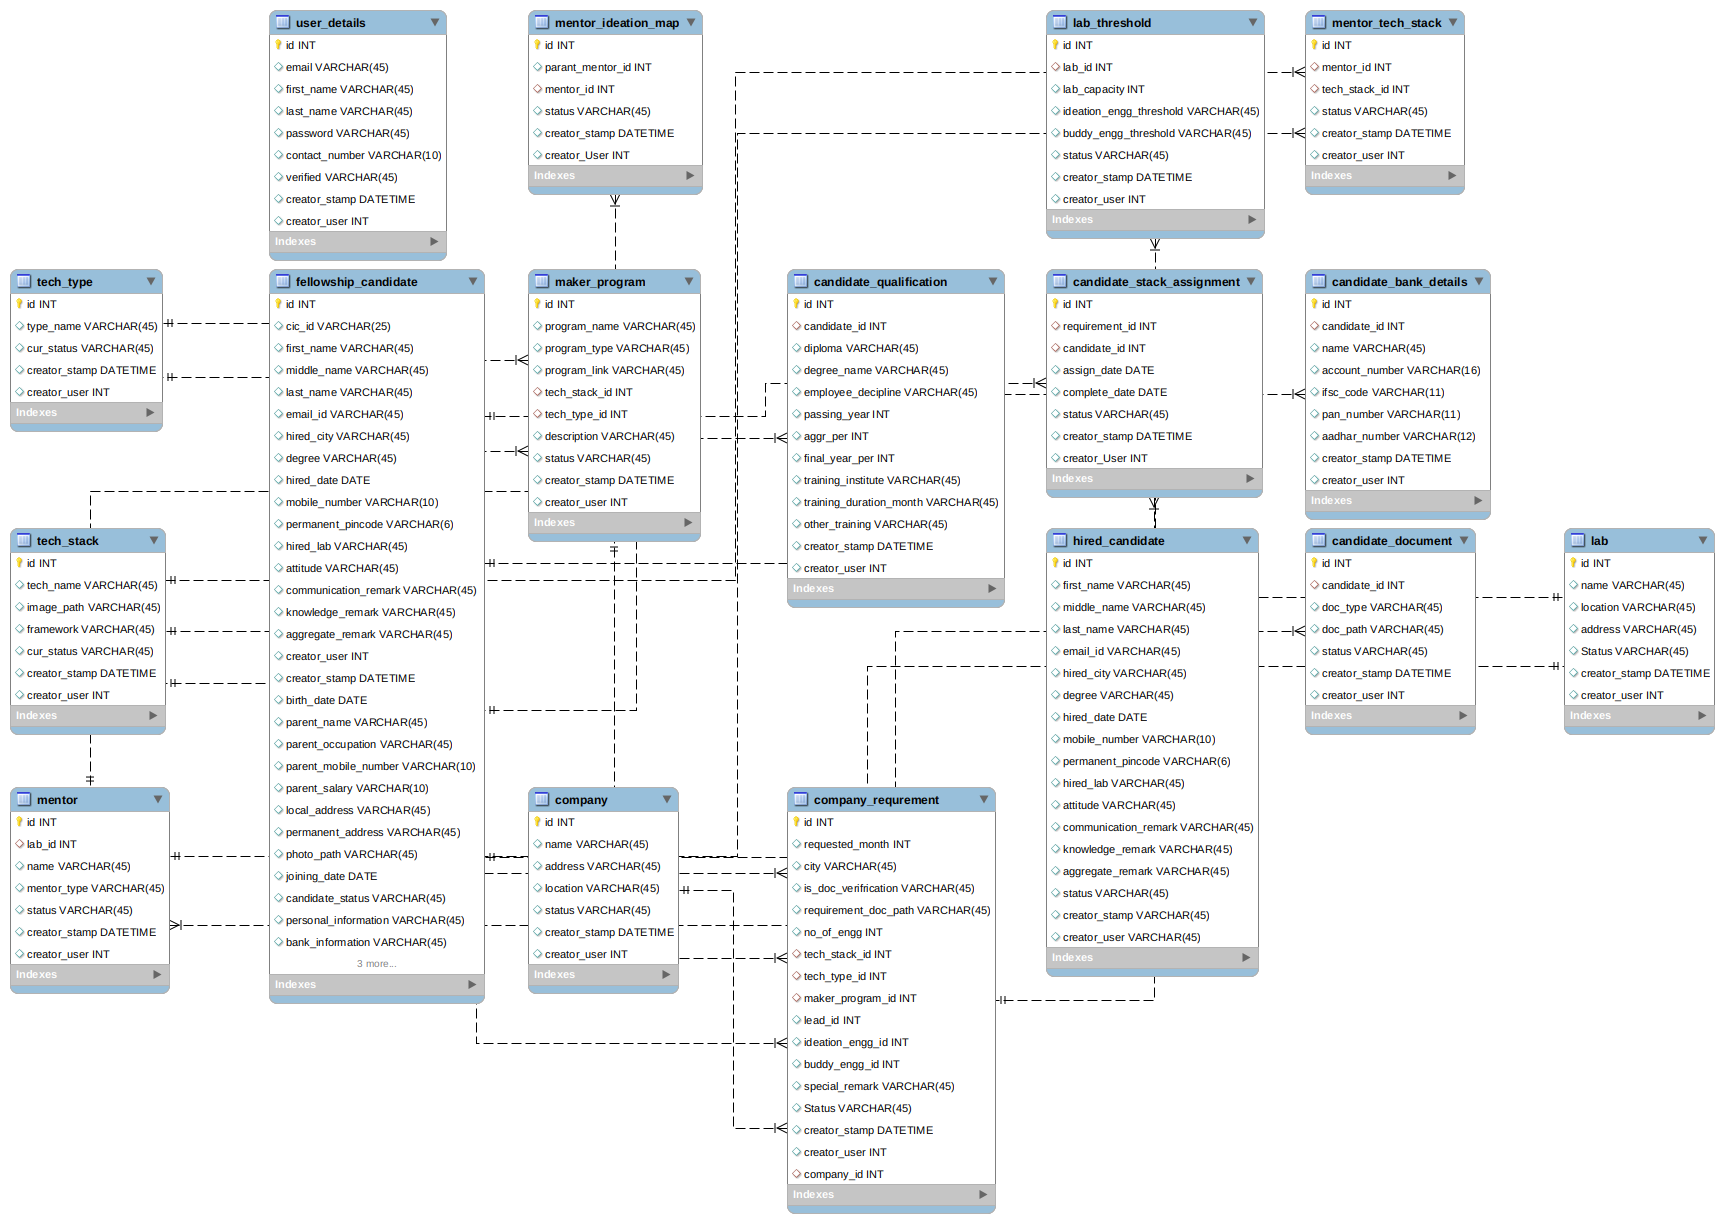 user_details
id INT
email VARCHAR(45)
first_name VARCHAR(45)
last_name VARCHAR(45)
password VARCHAR(45)
contact_number VARCHAR(10)
verified VARCHAR(45)
creator_stamp DATETIME
creator_user INT
Indexes
mentor_ideation_map
id INT
parant_mentor_id INT
mentor_id INT
status VARCHAR(45)
creator_stamp DATETIME
creator_User INT
Indexes
lab_threshold
id INT
lab_id INT
lab_capacity INT
ideation_engg_threshold VARCHAR(45)
buddy_engg_threshold VARCHAR(45)
status VARCHAR(45)
creator_stamp DATETIME
creator_user INT
Indexes
mentor_tech_stack
id INT
mentor_id INT
tech_stack_id INT
status VARCHAR(45)
creator_stamp DATETIME
creator_user INT
Indexes
tech_type
id INT
type_name VARCHAR(45)
cur_status VARCHAR(45)
creator_stamp DATETIME
creator_user INT
Indexes
fellowship_candidate
id INT
cic_id VARCHAR(25)
first_name VARCHAR(45)
middle_name VARCHAR(45)
last_name VARCHAR(45)
email_id VARCHAR(45)
hired_city VARCHAR(45)
degree VARCHAR(45)
hired_date DATE
mobile_number VARCHAR(10)
permanent_pincode VARCHAR(6)
hired_lab VARCHAR(45)
attitude VARCHAR(45)
communication_remark VARCHAR(45)
knowledge_remark VARCHAR(45)
aggregate_remark VARCHAR(45)
creator_user INT
creator_stamp DATETIME
birth_date DATE
parent_name VARCHAR(45)
parent_occupation VARCHAR(45)
parent_mobile_number VARCHAR(10)
parent_salary VARCHAR(10)
local_address VARCHAR(45)
permanent_address VARCHAR(45)
photo_path VARCHAR(45)
joining_date DATE
candidate_status VARCHAR(45)
personal_information VARCHAR(45)
bank_information VARCHAR(45)
3 more...
Indexes
maker_program
id INT
program_name VARCHAR(45)
program_type VARCHAR(45)
program_link VARCHAR(45)
tech_stack_id INT
tech_type_id INT
description VARCHAR(45)
status VARCHAR(45)
creator_stamp DATETIME
creator_user INT
Indexes
candidate_qualification
id INT
candidate_id INT
diploma VARCHAR(45)
degree_name VARCHAR(45)
employee_decipline VARCHAR(45)
passing_year INT
aggr_per INT
final_year_per INT
training_institute VARCHAR(45)
training_duration_month VARCHAR(45)
other_training VARCHAR(45)
creator_stamp DATETIME
creator_user INT
Indexes
candidate_stack_assignment
id INT
requirement_id INT
candidate_id INT
assign_date DATE
complete_date DATE
status VARCHAR(45)
creator_stamp DATETIME
creator_User INT
Indexes
candidate_bank_details
id INT
candidate_id INT
name VARCHAR(45)
account_number VARCHAR(16)
ifsc_code VARCHAR(11)
pan_number VARCHAR(11)
aadhar_number VARCHAR(12)
creator_stamp DATETIME
creator_user INT
Indexes
tech_stack
id INT
tech_name VARCHAR(45)
image_path VARCHAR(45)
framework VARCHAR(45)
cur_status VARCHAR(45)
creator_stamp DATETIME
creator_user INT
Indexes
hired_candidate
id INT
first_name VARCHAR(45)
middle_name VARCHAR(45)
last_name VARCHAR(45)
email_id VARCHAR(45)
hired_city VARCHAR(45)
degree VARCHAR(45)
hired_date DATE
mobile_number VARCHAR(10)
permanent_pincode VARCHAR(6)
hired_lab VARCHAR(45)
attitude VARCHAR(45)
communication_remark VARCHAR(45)
knowledge_remark VARCHAR(45)
aggregate_remark VARCHAR(45)
status VARCHAR(45)
creator_stamp VARCHAR(45)
creator_user VARCHAR(45)
Indexes
candidate_document
id INT
candidate_id INT
doc_type VARCHAR(45)
doc_path VARCHAR(45)
status VARCHAR(45)
creator_stamp DATETIME
creator_user INT
Indexes
lab
id INT
name VARCHAR(45)
location VARCHAR(45)
address VARCHAR(45)
Status VARCHAR(45)
creator_stamp DATETIME
creator_user INT
Indexes
mentor
id INT
lab_id INT
name VARCHAR(45)
mentor_type VARCHAR(45)
status VARCHAR(45)
creator_stamp DATETIME
creator_user INT
Indexes
company
id INT
name VARCHAR(45)
address VARCHAR(45)
location VARCHAR(45)
status VARCHAR(45)
creator_stamp DATETIME
creator_user INT
Indexes
company_requrement
id INT
requested_month INT
city VARCHAR(45)
is_doc_verifrication VARCHAR(45)
requirement_doc_path VARCHAR(45)
no_of_engg INT
tech_stack_id INT
tech_type_id INT
maker_program_id INT
lead_id INT
ideation_engg_id INT
buddy_engg_id INT
special_remark VARCHAR(45)
Status VARCHAR(45)
creator_stamp DATETIME
creator_user INT
company_id INT
Indexes